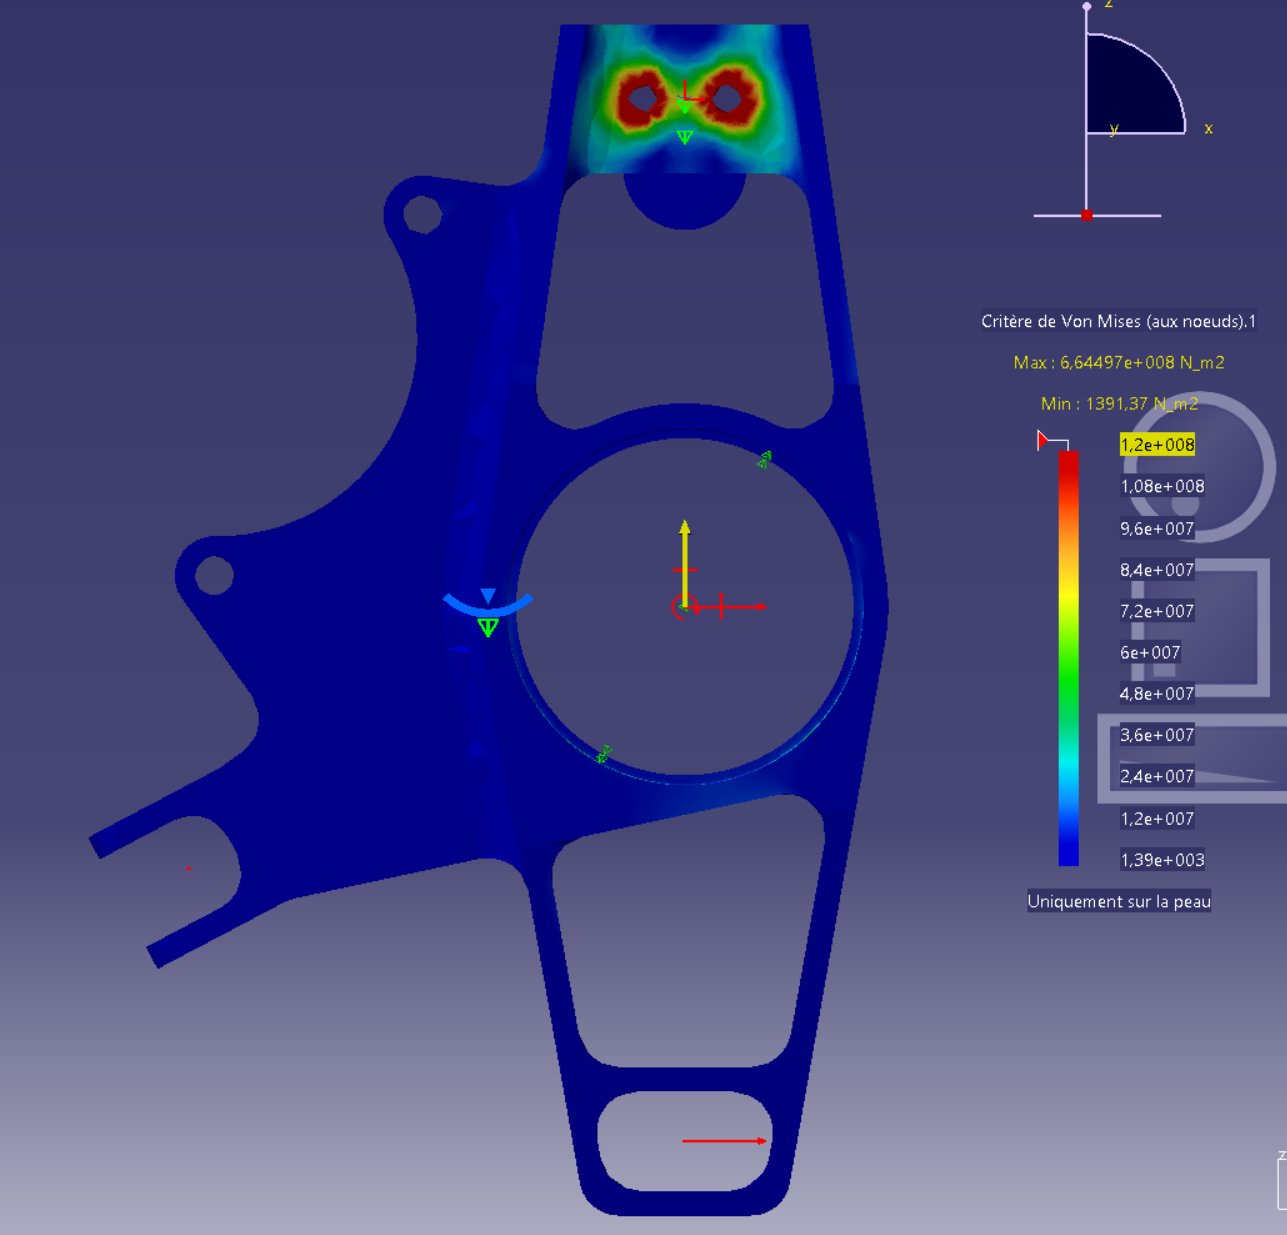 z
y
x
Critère de Von Mises (aux noeuds).1
Max : 6,64497e+008 N_m2
Min : 1391,37 N_m2
1,2e+008
1,08e+008
9,6e+007
8,4e+007
7,2e+007
6e+007
4,8e+007
3,6e+007
2,4e+007
1,2e+007
1,39e+003
Uniquement sur la peau
z